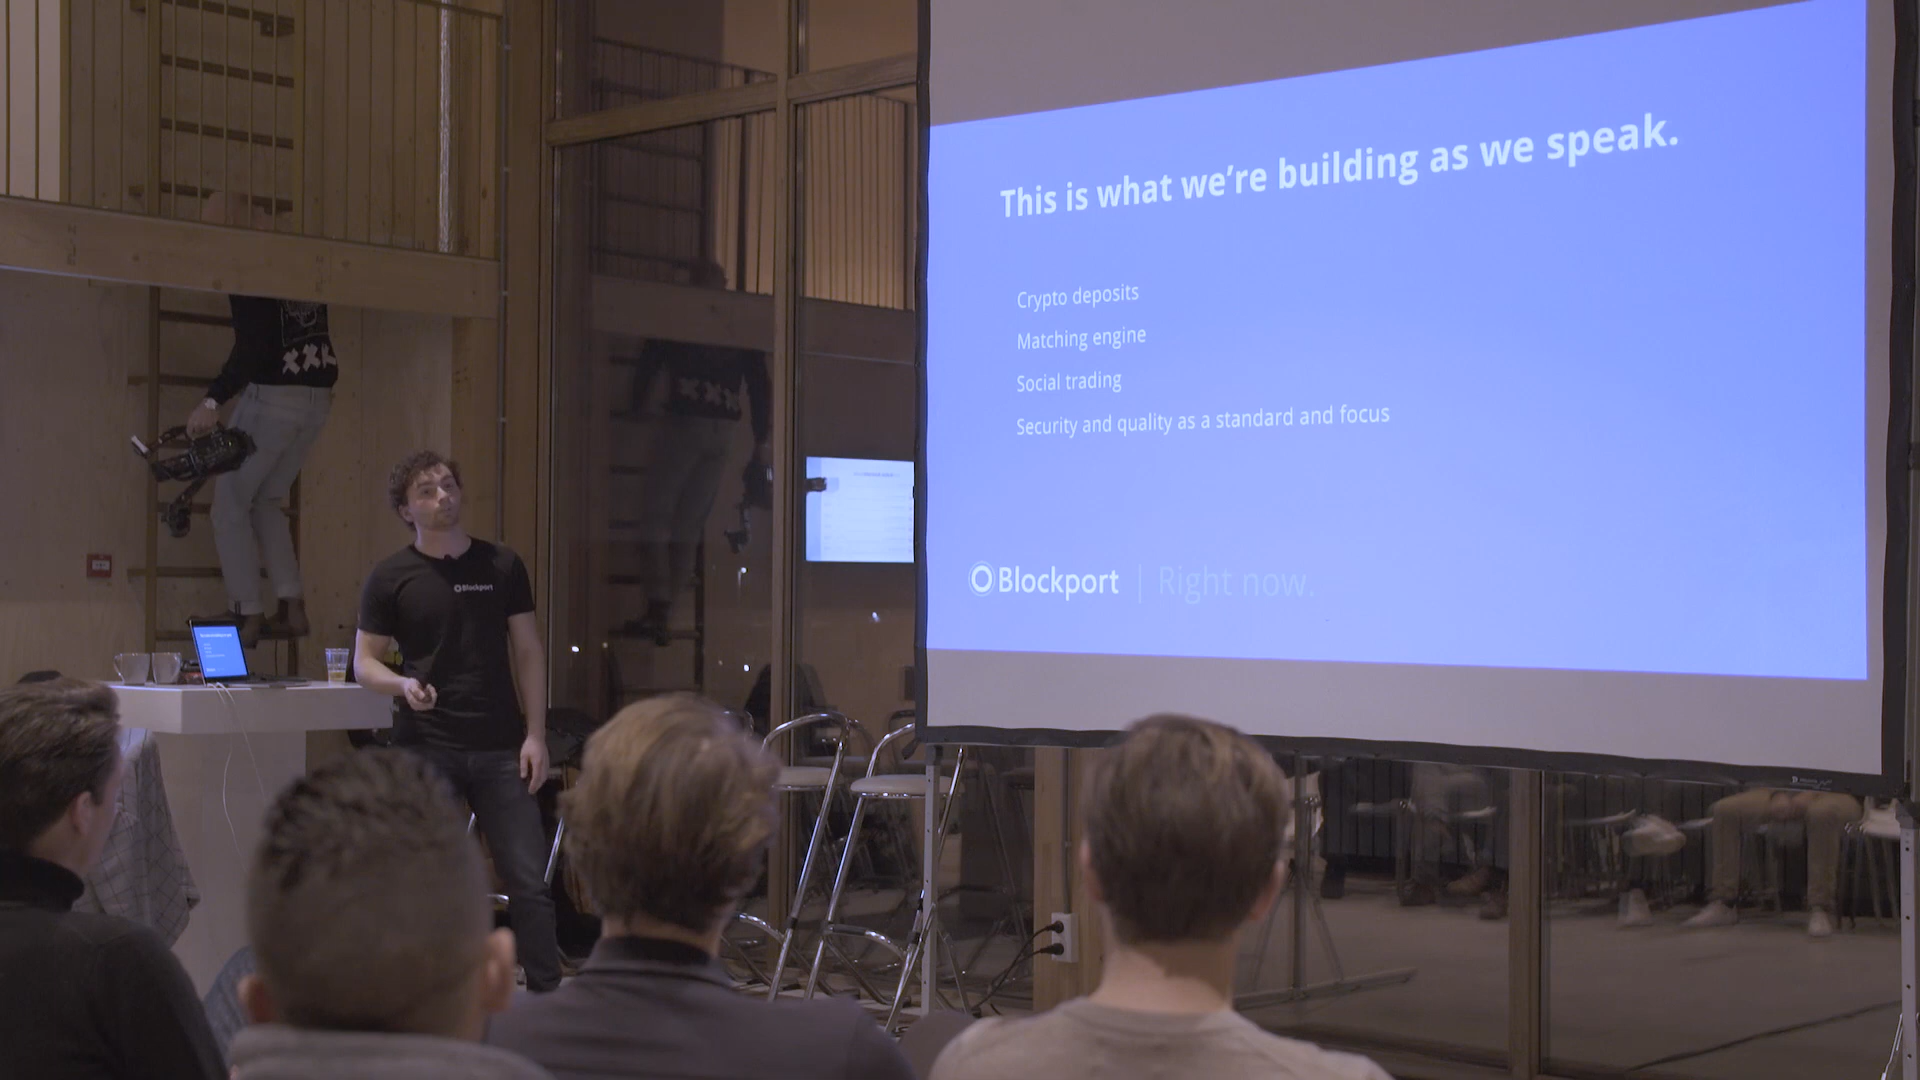 This is what we're building as we speak.
Crypto deposits
Matching engine
Social trading
Security and quality as a standard and focus
Blockport | Right now.
Blockport
XXX